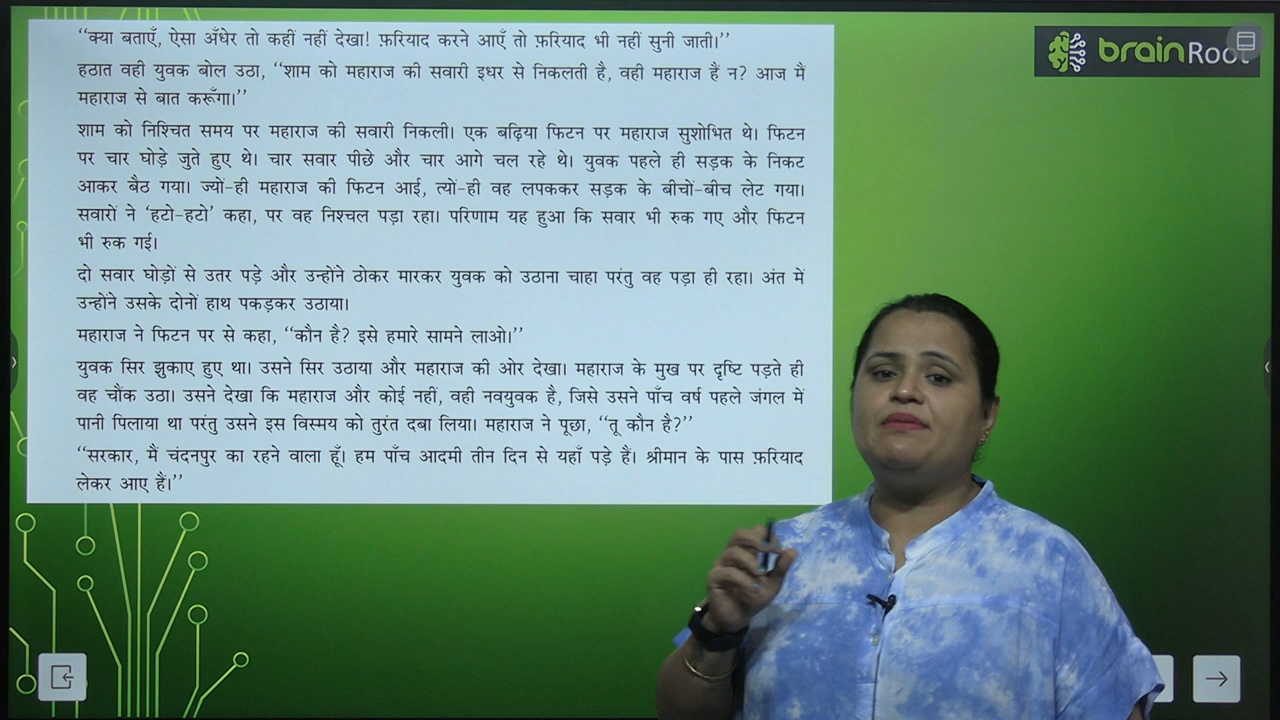 “क्या बताएँ, ऐसा अँधेर तो कहीं नहीं देखा! फ़रियाद करने आएँ तो फ़रियाद भी नहीं सुनी जाती।”
हठात वही युवक बोल उठा, “शाम को महाराज की सवारी इधर से निकलती है, वही महाराज हैं न? आज मैं
महाराज से बात करूँगा।”
शाम को निश्चित समय पर महाराज की सवारी निकली। एक बढ़िया फिटन पर महाराज सुशोभित थे। फिटन
पर चार घोड़े जुते हुए थे। चार सवार पीछे और चार आगे चल रहे थे। युवक पहले ही सड़क के निकट
आकर बैठ गया। ज्यों-ही महाराज की फिटन आई, त्यों-ही वह लपककर सड़क के बीचों-बीच लेट गया।
सवारों ने ‘हटो-हटो’ कहा, पर वह निश्चल पड़ा रहा। परिणाम यह हुआ कि सवार भी रुक गए और फिटन
भी रुक गई।
दो सवार घोड़ों से उतर पड़े और उन्होंने ठोकर मारकर युवक को उठाना चाहा परंतु वह पड़ा ही रहा। अंत में
उन्होंने उसके दोनों हाथ पकड़कर उठाया।
महाराज ने फिटन पर से कहा, “कौन है? इसे हमारे सामने लाओ।”
युवक सिर झुकाए हुए था। उसने सिर उठाया और महाराज की ओर देखा। महाराज के मुख पर दृष्टि पड़ते ही
वह चौंक उठा। उसने देखा कि महाराज और कोई नहीं, वही नवयुवक है, जिसे उसने पाँच वर्ष पहले जंगल में
पानी पिलाया था परंतु उसने इस विस्मय को तुरंत दबा लिया। महाराज ने पूछा, “तू कौन है?”
“सरकार, मैं चंदनपुर का रहने वाला हूँ। हम पाँच आदमी तीन दिन से यहाँ पड़े हैं। श्रीमान के पास फ़रियाद
लेकर आए हैं।”
brainRoot